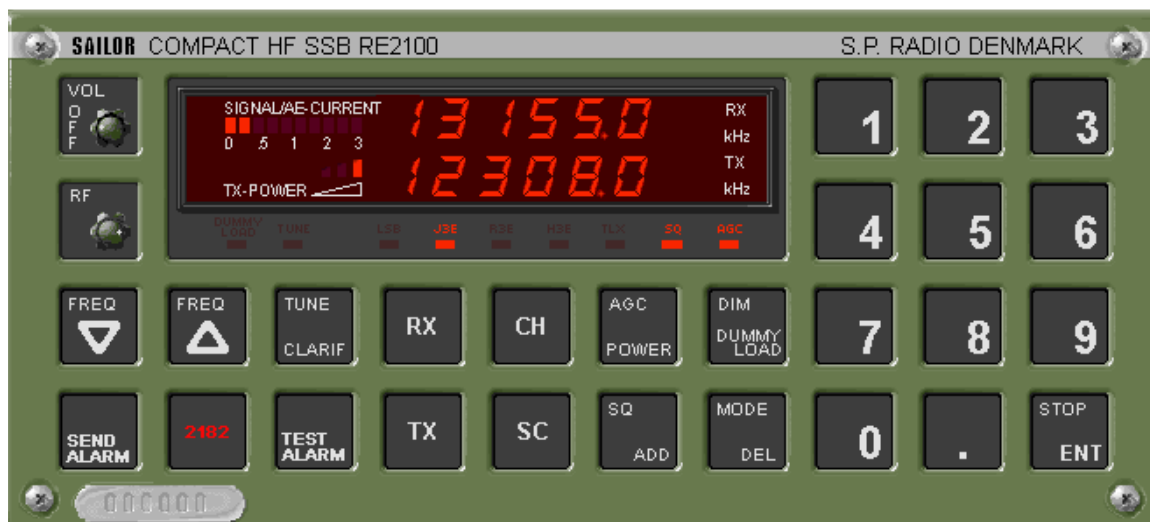 SAILOR COMPACT HF SSB RE2100
S.P. RADIO DENMARK
VOL
OFF
SIGNAL/AE-CURRENT
13155.0
RX
kHz
0 .5 1 2 3
TX-POWER
12308.0
TX
kHz
1
2
3
RF
DUMMY
LOAD
TUNE
LSB
J3E
R3E
H3E
TLX
SQ
AGC
4
5
6
FREQ
FREQ
TUNE
CLARIF
RX
CH
AGC
POWER
DIM
DUMMY
LOAD
7
8
9
SEND
ALARM
2182
TEST
ALARM
TX
SC
SQ
ADD
MODE
DEL
0
.
STOP
ENT